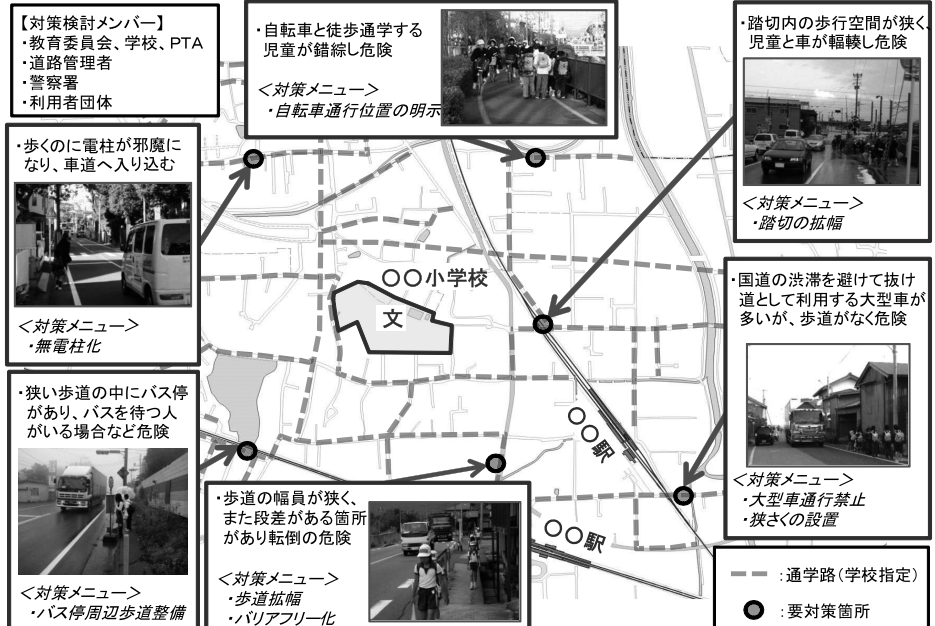 【対策検討メンバー】
・教育委員会、学校、PTA
・道路管理者
・警察署
・利用者団体
・自転車と徒歩通学する
児童が錯綜し危険
＜対策メニュー＞
・自転車通行位置の明示
・踏切内の歩行空間が狭く、
児童と車が輻輳し危険
＜対策メニュー＞
・踏切の拡幅
・歩くのに電柱が邪魔に
なり、車道へ入り込む
＜対策メニュー＞
・無電柱化
〇〇小学校
文
・国道の渋滞を避けて抜け
道として利用する大型車が
多いが、歩道がなく危険
＜対策メニュー＞
・大型車通行禁止
・狭さくの設置
・狭い歩道の中にバス停
があり、バスを待つ人
がいる場合など危険
＜対策メニュー＞
・バス停周辺歩道整備
・歩道の幅員が狭く、
また段差がある箇所
があり転倒の危険
＜対策メニュー＞
・歩道拡幅
・バリアフリー化
〇〇駅
〇〇駅
：通学路（学校指定）
：要対策箇所